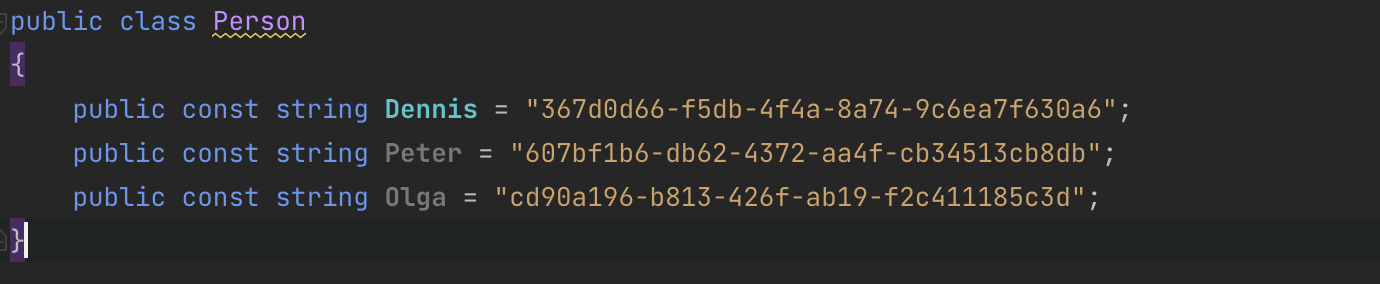 public class Person
{
    public const string Dennis = "367d0d66-f5db-4f4a-8a74-9c6ea7f630a6";
    public const string Peter = "607bf1b6-db62-4372-aa4f-cb34513cb8db";
    public const string Olga = "cd90a196-b813-426f-ab19-f2c411185c3d";
}